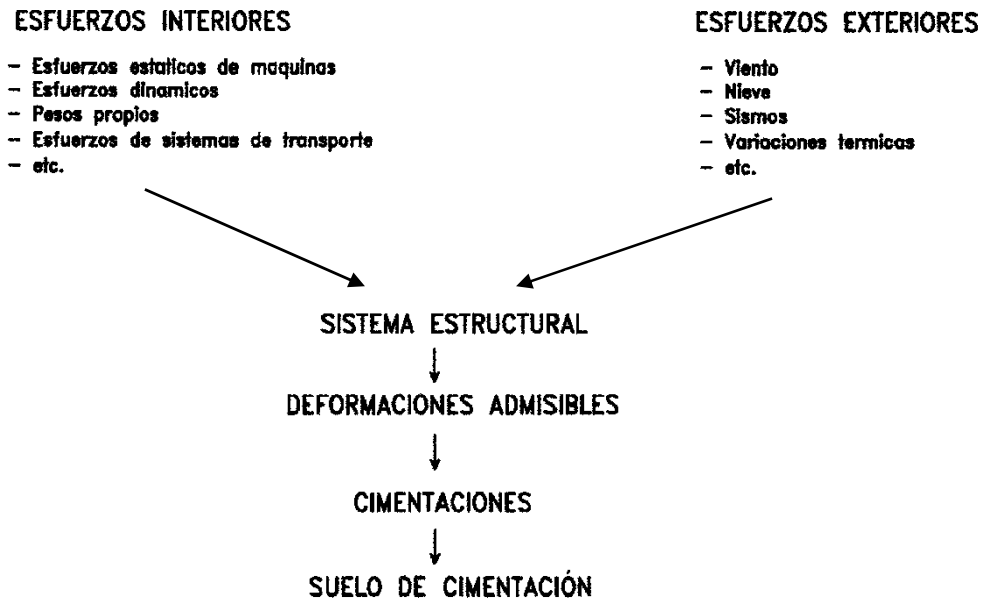 ESFUERZOS INTERIORES
- Esfuerzos estaticos de maquinas
- Esfuerzos dinamicos
- Pesos propios
- Esfuerzos de sistemas de transporte
- etc.
ESFUERZOS EXTERIORES
- Viento
- Nieve
- Sismos
- Variaciones termicas
- etc.
SISTEMA ESTRUCTURAL
DEFORMACIONES ADMISIBLES
CIMENTACIONES
SUELO DE CIMENTACIÓN